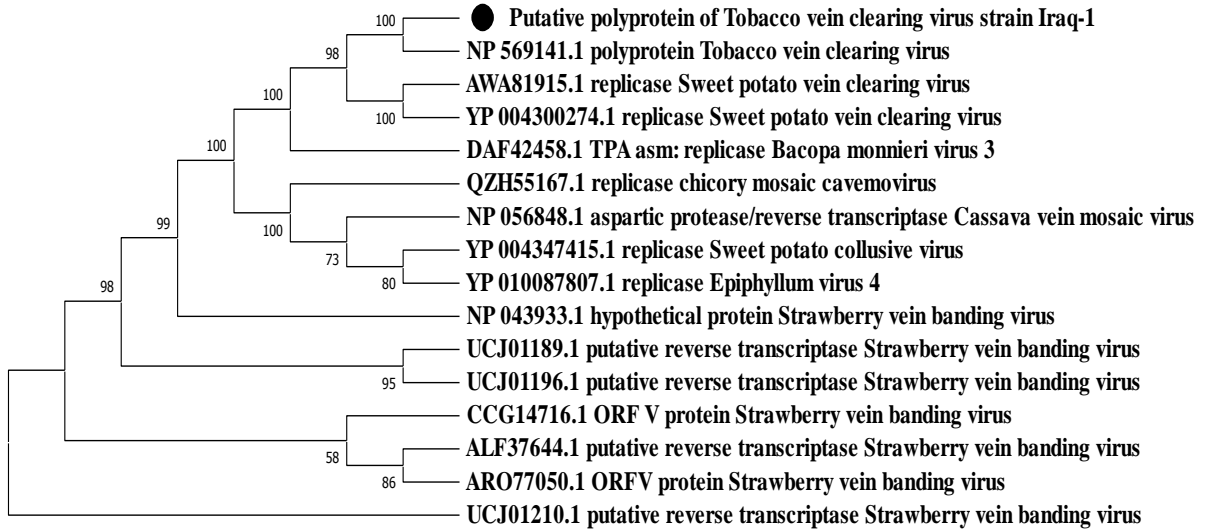 100
Putative polyprotein of Tobacco vein clearing virus strain Iraq-1
98
NP 569141.1 polyprotein Tobacco vein clearing virus
100
AWA81915.1 replicase Sweet potato vein clearing virus
100
YP 004300274.1 replicase Sweet potato vein clearing virus
100
DAF42458.1 TPA asm: replicase Bacopa monnieri virus 3
QZH55167.1 replicase chicory mosaic cavemovirus
99
100
NP 056848.1 aspartic protease/reverse transcriptase Cassava vein mosaic virus
73
YP 004347415.1 replicase Sweet potato collusive virus
98
80
YP 010087807.1 replicase Epiphyllum virus 4
NP 043933.1 hypothetical protein Strawberry vein banding virus
UCJ01189.1 putative reverse transcriptase Strawberry vein banding virus
95
UCJ01196.1 putative reverse transcriptase Strawberry vein banding virus
CCG14716.1 ORF V protein Strawberry vein banding virus
58
ALF37644.1 putative reverse transcriptase Strawberry vein banding virus
86
ARO77050.1 ORFV protein Strawberry vein banding virus
UCJ01210.1 putative reverse transcriptase Strawberry vein banding virus